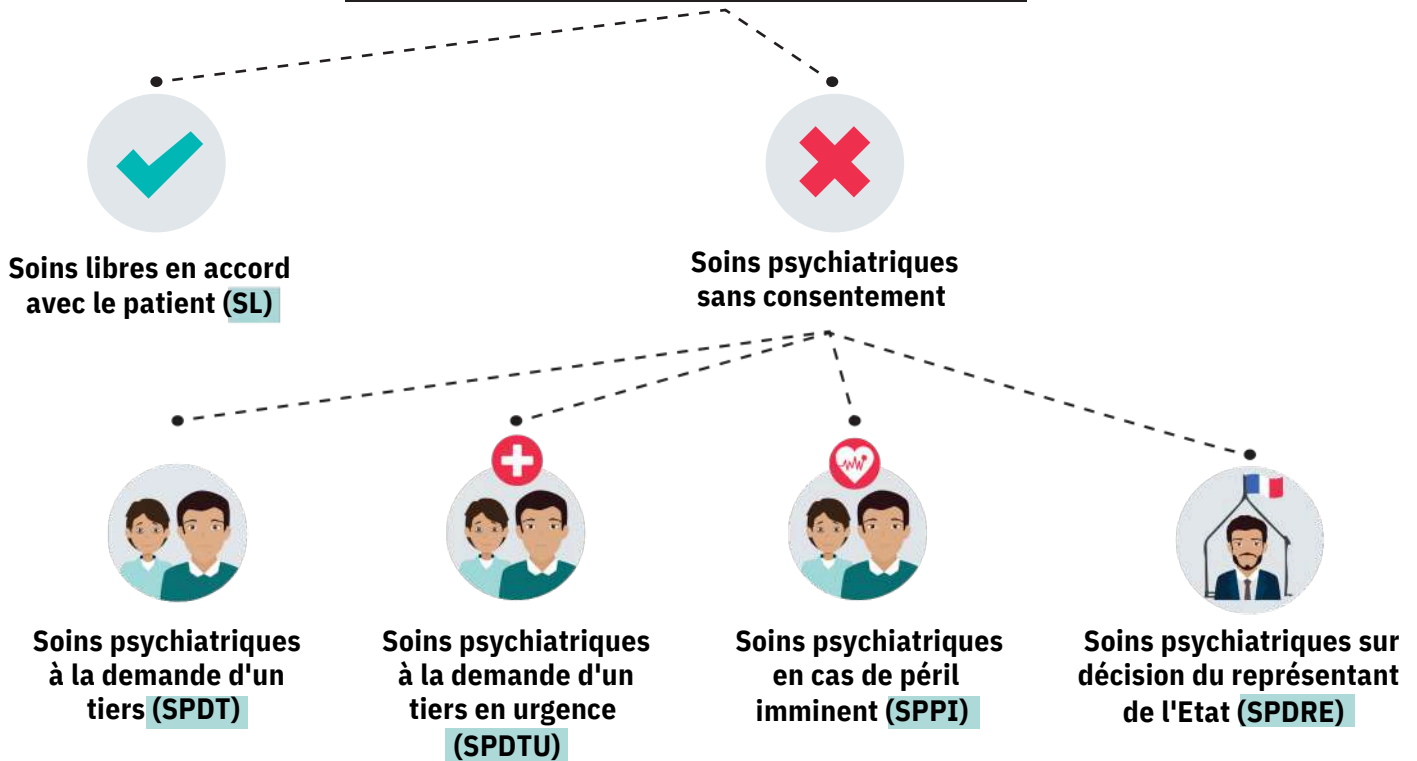 Soins libres en accord
avec le patient (SL)
Soins psychiatriques
sans consentement
Soins psychiatriques
à la demande d'un
tiers (SPDT)
Soins psychiatriques
à la demande d'un
tiers en urgence
(SPDTU)
Soins psychiatriques
en cas de péril
imminent (SPPI)
Soins psychiatriques sur
décision du représentant
de l'Etat (SPDRE)